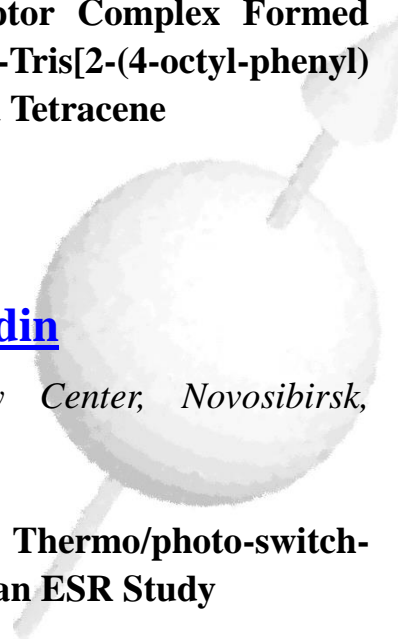 ptor Complex Formed
-Tris[2-(4-octyl-phenyl)
Tetracene
din
Center, Novosibirsk,
Thermo/photo-switch-
an ESR Study